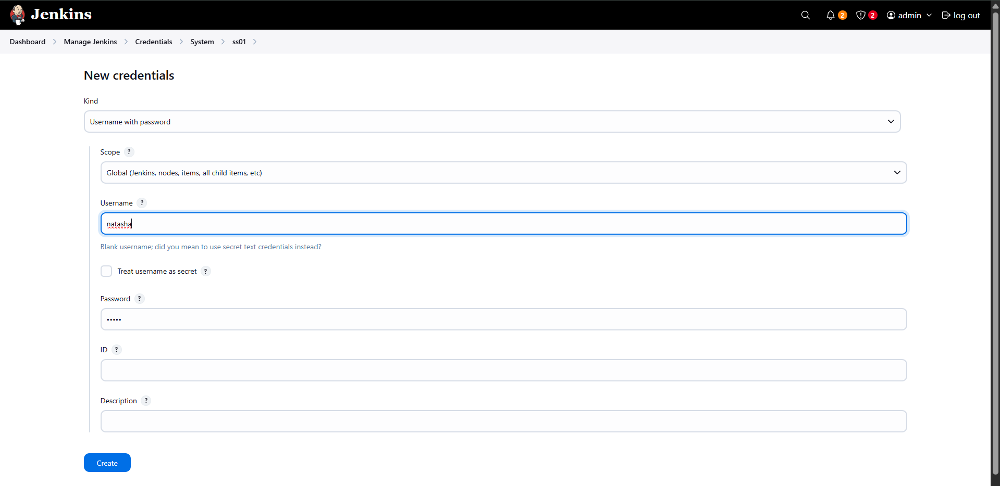 Jenkins
2
2
admin
log out
Dashboard > Manage Jenkins > Credentials > System > ss01 >
New credentials
Kind
Username with password
Scope ?
Global (Jenkins, nodes, items, all child items, etc)
Username ?
natasha
Blank username; did you mean to use secret text credentials instead?
Treat username as secret ?
Password ?
•••••
ID ?
Description ?
Create